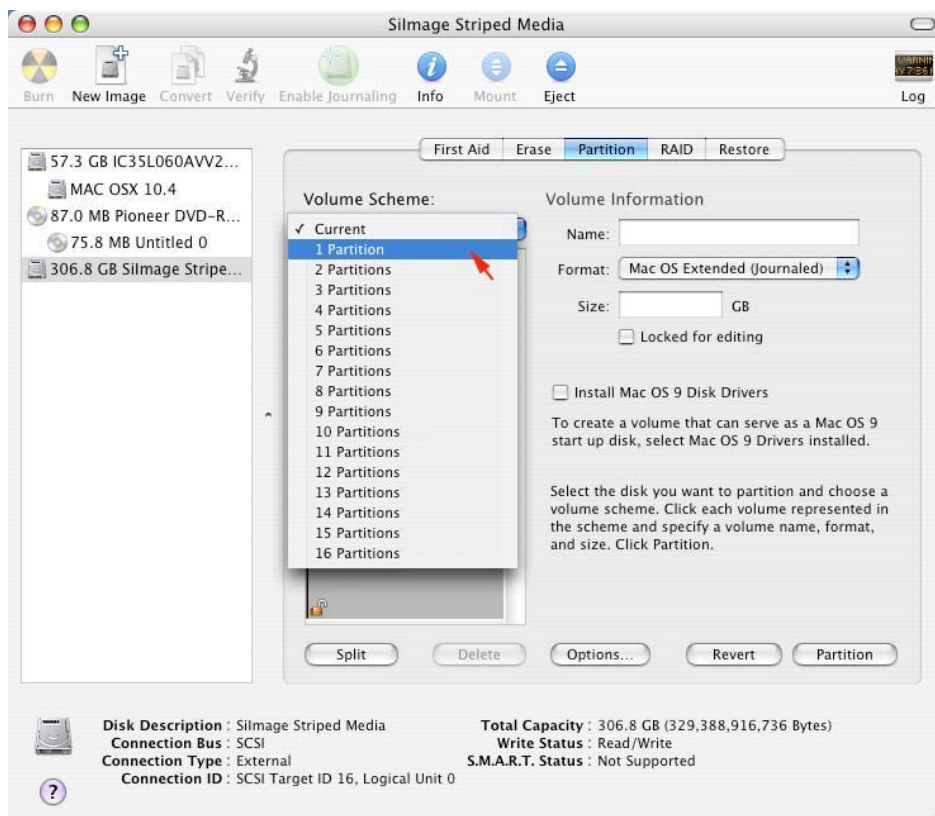 SiImage Striped Media
Burn New Image Convert Verify Enable Journaling Info Mount Eject Log
First Aid Erase Partition RAID Restore
57.3 GB IC35L060AVV2...
MAC OSX 10.4
87.0 MB Pioneer DVD-R...
75.8 MB Untitled 0
306.8 GB SiImage Stripe...
Volume Scheme:
✓ Current
1 Partition
2 Partitions
3 Partitions
4 Partitions
5 Partitions
6 Partitions
7 Partitions
8 Partitions
9 Partitions
10 Partitions
11 Partitions
12 Partitions
13 Partitions
14 Partitions
15 Partitions
16 Partitions
Volume Information
Name:
Format: Mac OS Extended (Journaled)
Size: GB
Locked for editing
Install Mac OS 9 Disk Drivers
To create a volume that can serve as a Mac OS 9
start up disk, select Mac OS 9 Drivers installed.
Select the disk you want to partition and choose a
volume scheme. Click each volume represented in
the scheme and specify a volume name, format,
and size. Click Partition.
Split Delete Options... Revert Partition
Disk Description : SiImage Striped Media
Connection Bus : SCSI
Connection Type : External
Connection ID : SCSI Target ID 16, Logical Unit 0
Total Capacity : 306.8 GB (329,388,916,736 Bytes)
Write Status : Read/Write
S.M.A.R.T. Status : Not Supported
?